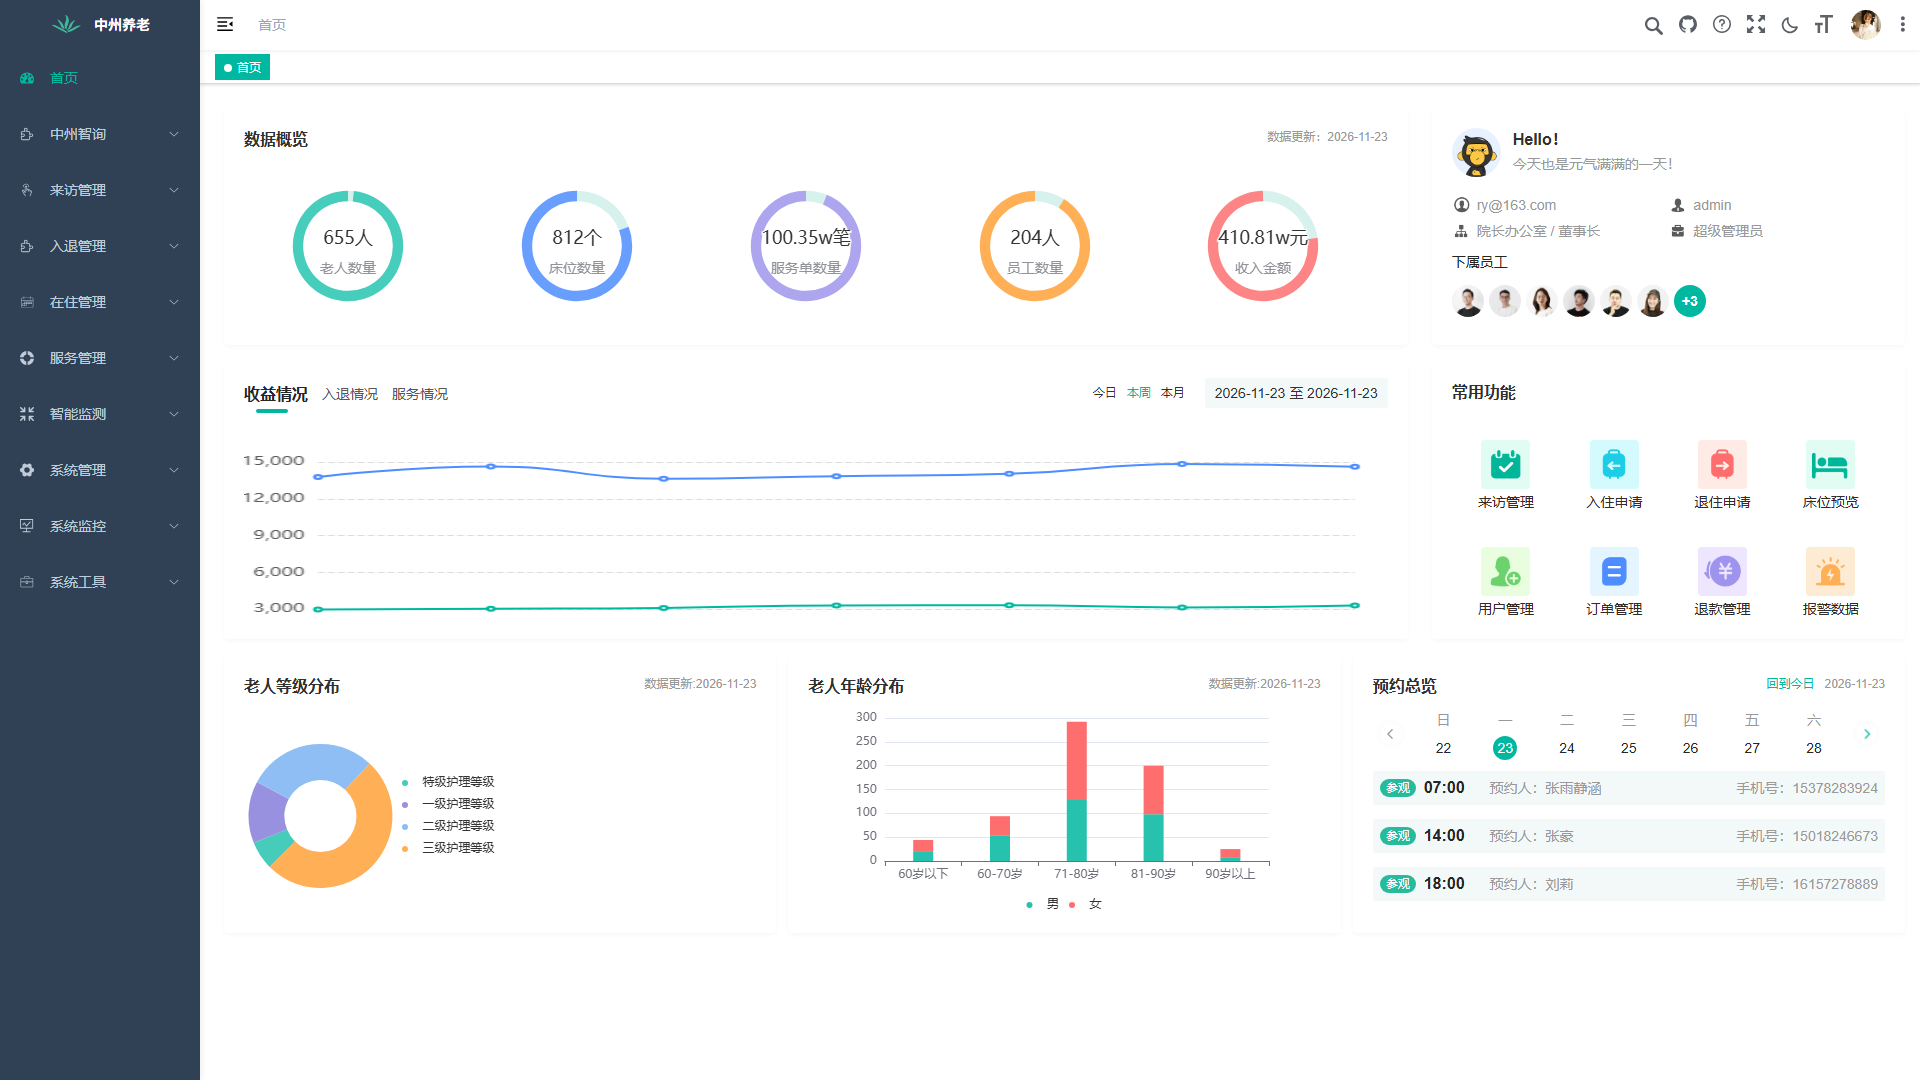 中州养老
首页
首页
首页
中州智询
来访管理
入退管理
在住管理
服务管理
智能监测
系统管理
系统监控
系统工具
数据概览
数据更新：2026-11-23
655人
老人数量
812个
床位数量
100.35w笔
服务单数量
204人
员工数量
410.81w元
收入金额
Hello！
今天也是元气满满的一天！
ry@163.com
admin
院长办公室 / 董事长
超级管理员
下属员工
+3
收益情况 入退情况 服务情况
今日 本周 本月 2026-11-23 至 2026-11-23
15,000
12,000
9,000
6,000
3,000
常用功能
来访管理 入住申请 退住申请 床位预览
用户管理 订单管理 退款管理 报警数据
老人等级分布
数据更新:2026-11-23
特级护理等级
一级护理等级
二级护理等级
三级护理等级
老人年龄分布
数据更新:2026-11-23
300
250
200
150
100
50
0
60岁以下 60-70岁 71-80岁 81-90岁 90岁以上
男 女
预约总览
回到今日 2026-11-23
日 一 二 三 四 五 六
22 23 24 25 26 27 28
参观 07:00 预约人：张雨静涵 手机号：15378283924
参观 14:00 预约人：张豪 手机号：15018246673
参观 18:00 预约人：刘莉 手机号：16157278889